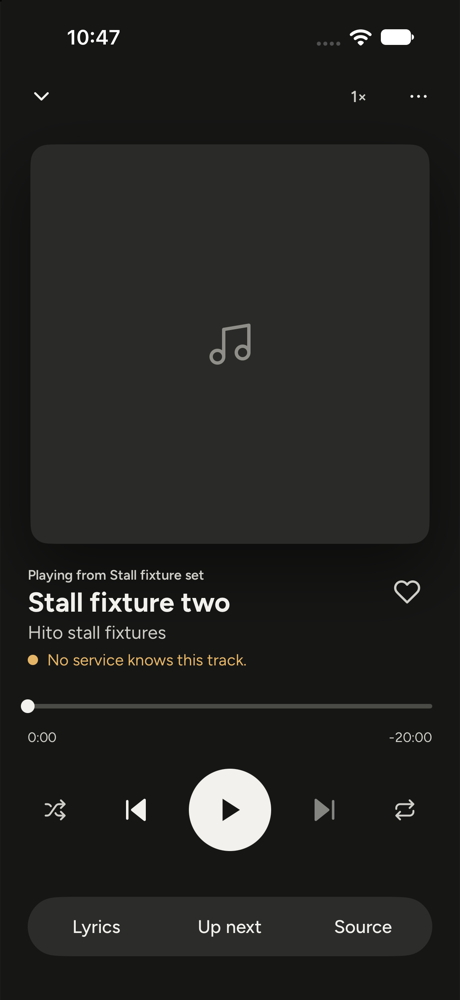 10:47
1×
Playing from Stall fixture set
Stall fixture two
Hito stall fixtures
No service knows this track.
0:00 -20:00
Lyrics Up next Source